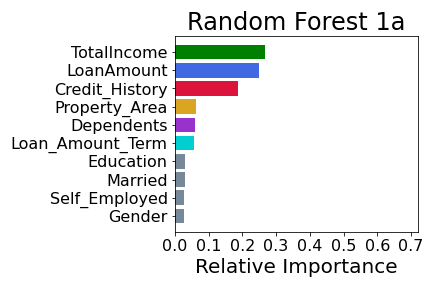 Random Forest 1a
TotalIncome
LoanAmount
Credit_History
Property_Area
Dependents
Loan_Amount_Term
Education
Married
Self_Employed
Gender
0.0 0.1 0.2 0.3 0.4 0.5 0.6 0.7
Relative Importance